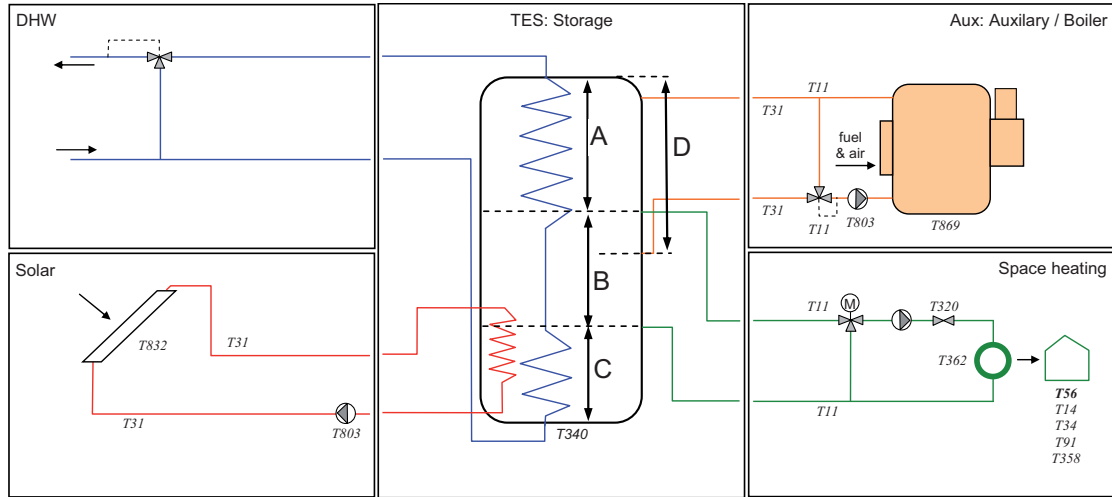 DHW
TES: Storage
Aux: Auxilary / Boiler
A
D
B
C
T340
T11
T31
fuel
& air
T31
T11
T803
T869
Solar
T832
T31
T31
T803
Space heating
T11
M
T320
T362
T11
T56
T14
T34
T91
T358